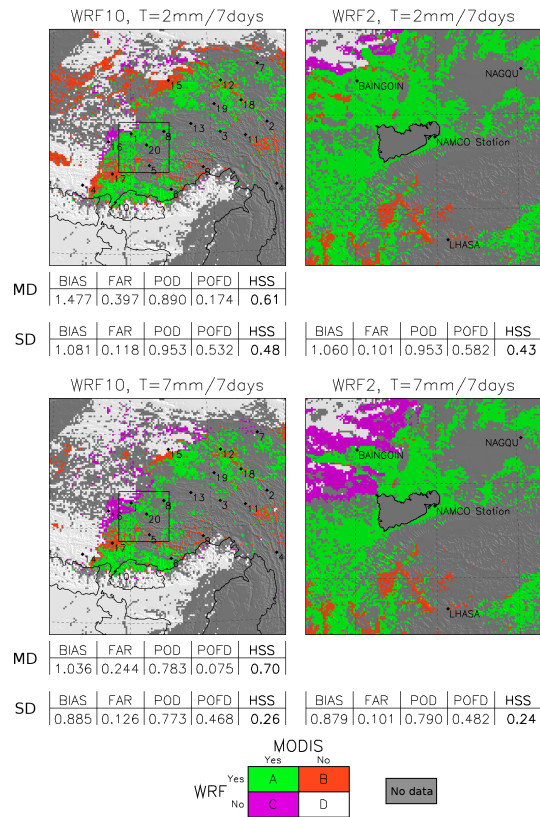 WRF10, T=2mm/7days
WRF2, T=2mm/7days
7
15
12
19
18
13
3
2
11
16
8
20
5
9
17
4
4
6
10
BAINGOIN
NAGQU
NAMCO Station
LHASA
MD
BIAS FAR POD POFD HSS
1.477 0.397 0.890 0.174 0.61
SD
BIAS FAR POD POFD HSS
1.081 0.118 0.953 0.532 0.48
BIAS FAR POD POFD HSS
1.060 0.101 0.953 0.582 0.43
WRF10, T=7mm/7days
WRF2, T=7mm/7days
7
15
12
19
18
13
3
2
11
16
8
20
5
9
17
14
4
6
10
BAINGOIN
NAGQU
NAMCO Station
LHASA
MD
BIAS FAR POD POFD HSS
1.036 0.244 0.783 0.075 0.70
SD
BIAS FAR POD POFD HSS
0.885 0.126 0.773 0.468 0.26
BIAS FAR POD POFD HSS
0.879 0.101 0.790 0.482 0.24
MODIS
Yes No
WRF
Yes A B
No C D
No data